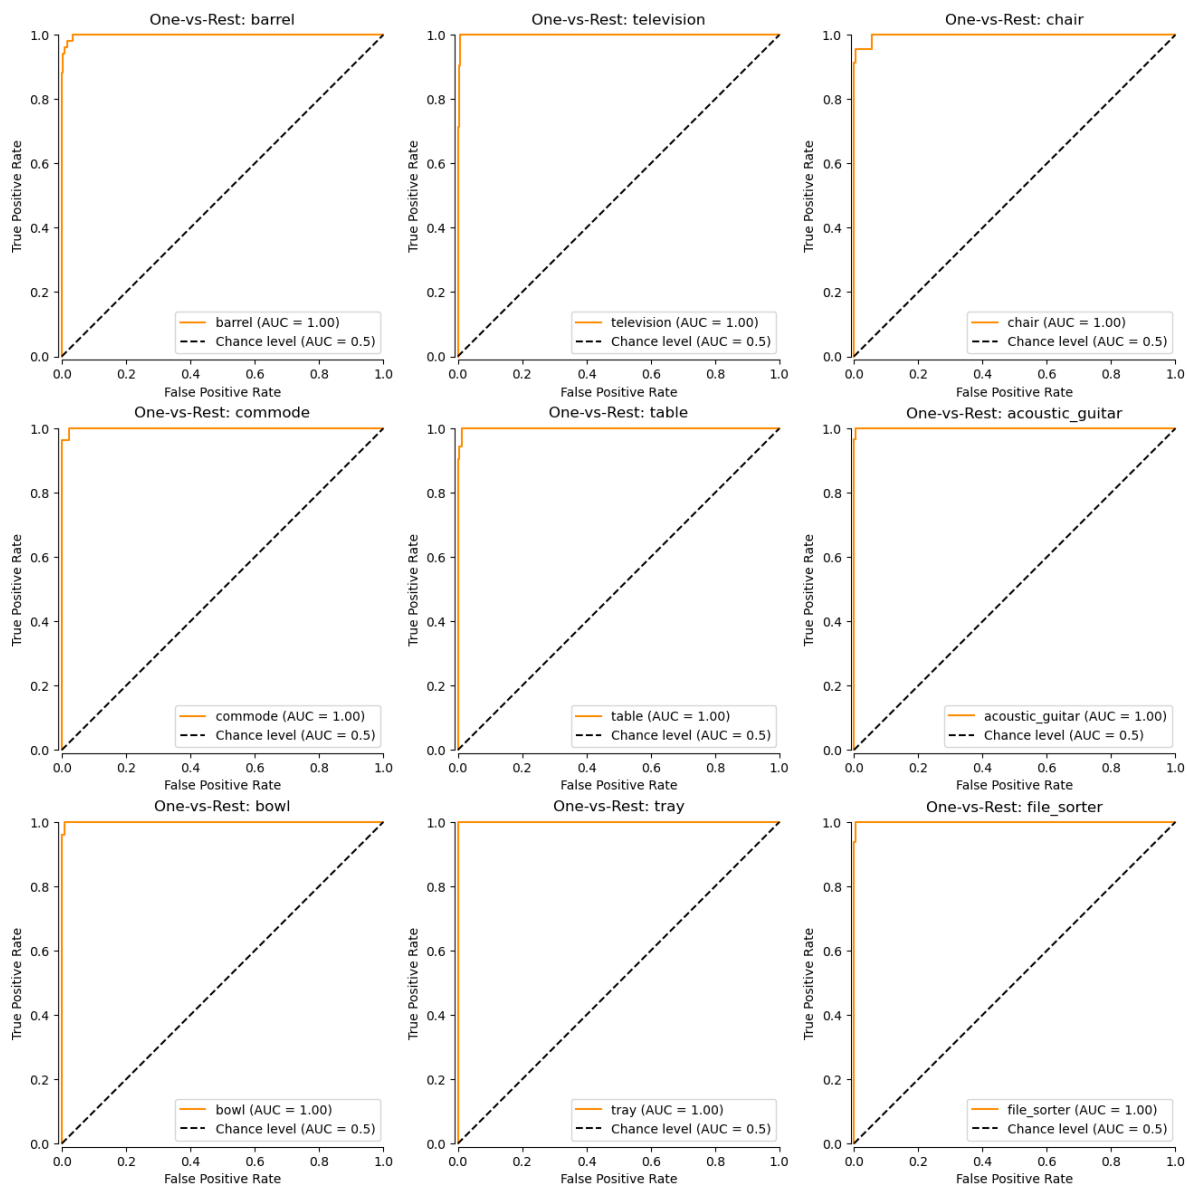 One-vs-Rest: barrel
True Positive Rate
1.0
0.8
0.6
0.4
0.2
0.0
barrel (AUC = 1.00)
Chance level (AUC = 0.5)
0.0 0.2 0.4 0.6 0.8 1.0
False Positive Rate
One-vs-Rest: television
True Positive Rate
1.0
0.8
0.6
0.4
0.2
0.0
television (AUC = 1.00)
Chance level (AUC = 0.5)
0.0 0.2 0.4 0.6 0.8 1.0
False Positive Rate
One-vs-Rest: chair
True Positive Rate
1.0
0.8
0.6
0.4
0.2
0.0
chair (AUC = 1.00)
Chance level (AUC = 0.5)
0.0 0.2 0.4 0.6 0.8 1.0
False Positive Rate
One-vs-Rest: commode
True Positive Rate
1.0
0.8
0.6
0.4
0.2
0.0
commode (AUC = 1.00)
Chance level (AUC = 0.5)
0.0 0.2 0.4 0.6 0.8 1.0
False Positive Rate
One-vs-Rest: table
True Positive Rate
1.0
0.8
0.6
0.4
0.2
0.0
table (AUC = 1.00)
Chance level (AUC = 0.5)
0.0 0.2 0.4 0.6 0.8 1.0
False Positive Rate
One-vs-Rest: acoustic_guitar
True Positive Rate
1.0
0.8
0.6
0.4
0.2
0.0
acoustic_guitar (AUC = 1.00)
Chance level (AUC = 0.5)
0.0 0.2 0.4 0.6 0.8 1.0
False Positive Rate
One-vs-Rest: bowl
True Positive Rate
1.0
0.8
0.6
0.4
0.2
0.0
bowl (AUC = 1.00)
Chance level (AUC = 0.5)
0.0 0.2 0.4 0.6 0.8 1.0
False Positive Rate
One-vs-Rest: tray
True Positive Rate
1.0
0.8
0.6
0.4
0.2
0.0
tray (AUC = 1.00)
Chance level (AUC = 0.5)
0.0 0.2 0.4 0.6 0.8 1.0
False Positive Rate
One-vs-Rest: file_sorter
True Positive Rate
1.0
0.8
0.6
0.4
0.2
0.0
file_sorter (AUC = 1.00)
Chance level (AUC = 0.5)
0.0 0.2 0.4 0.6 0.8 1.0
False Positive Rate